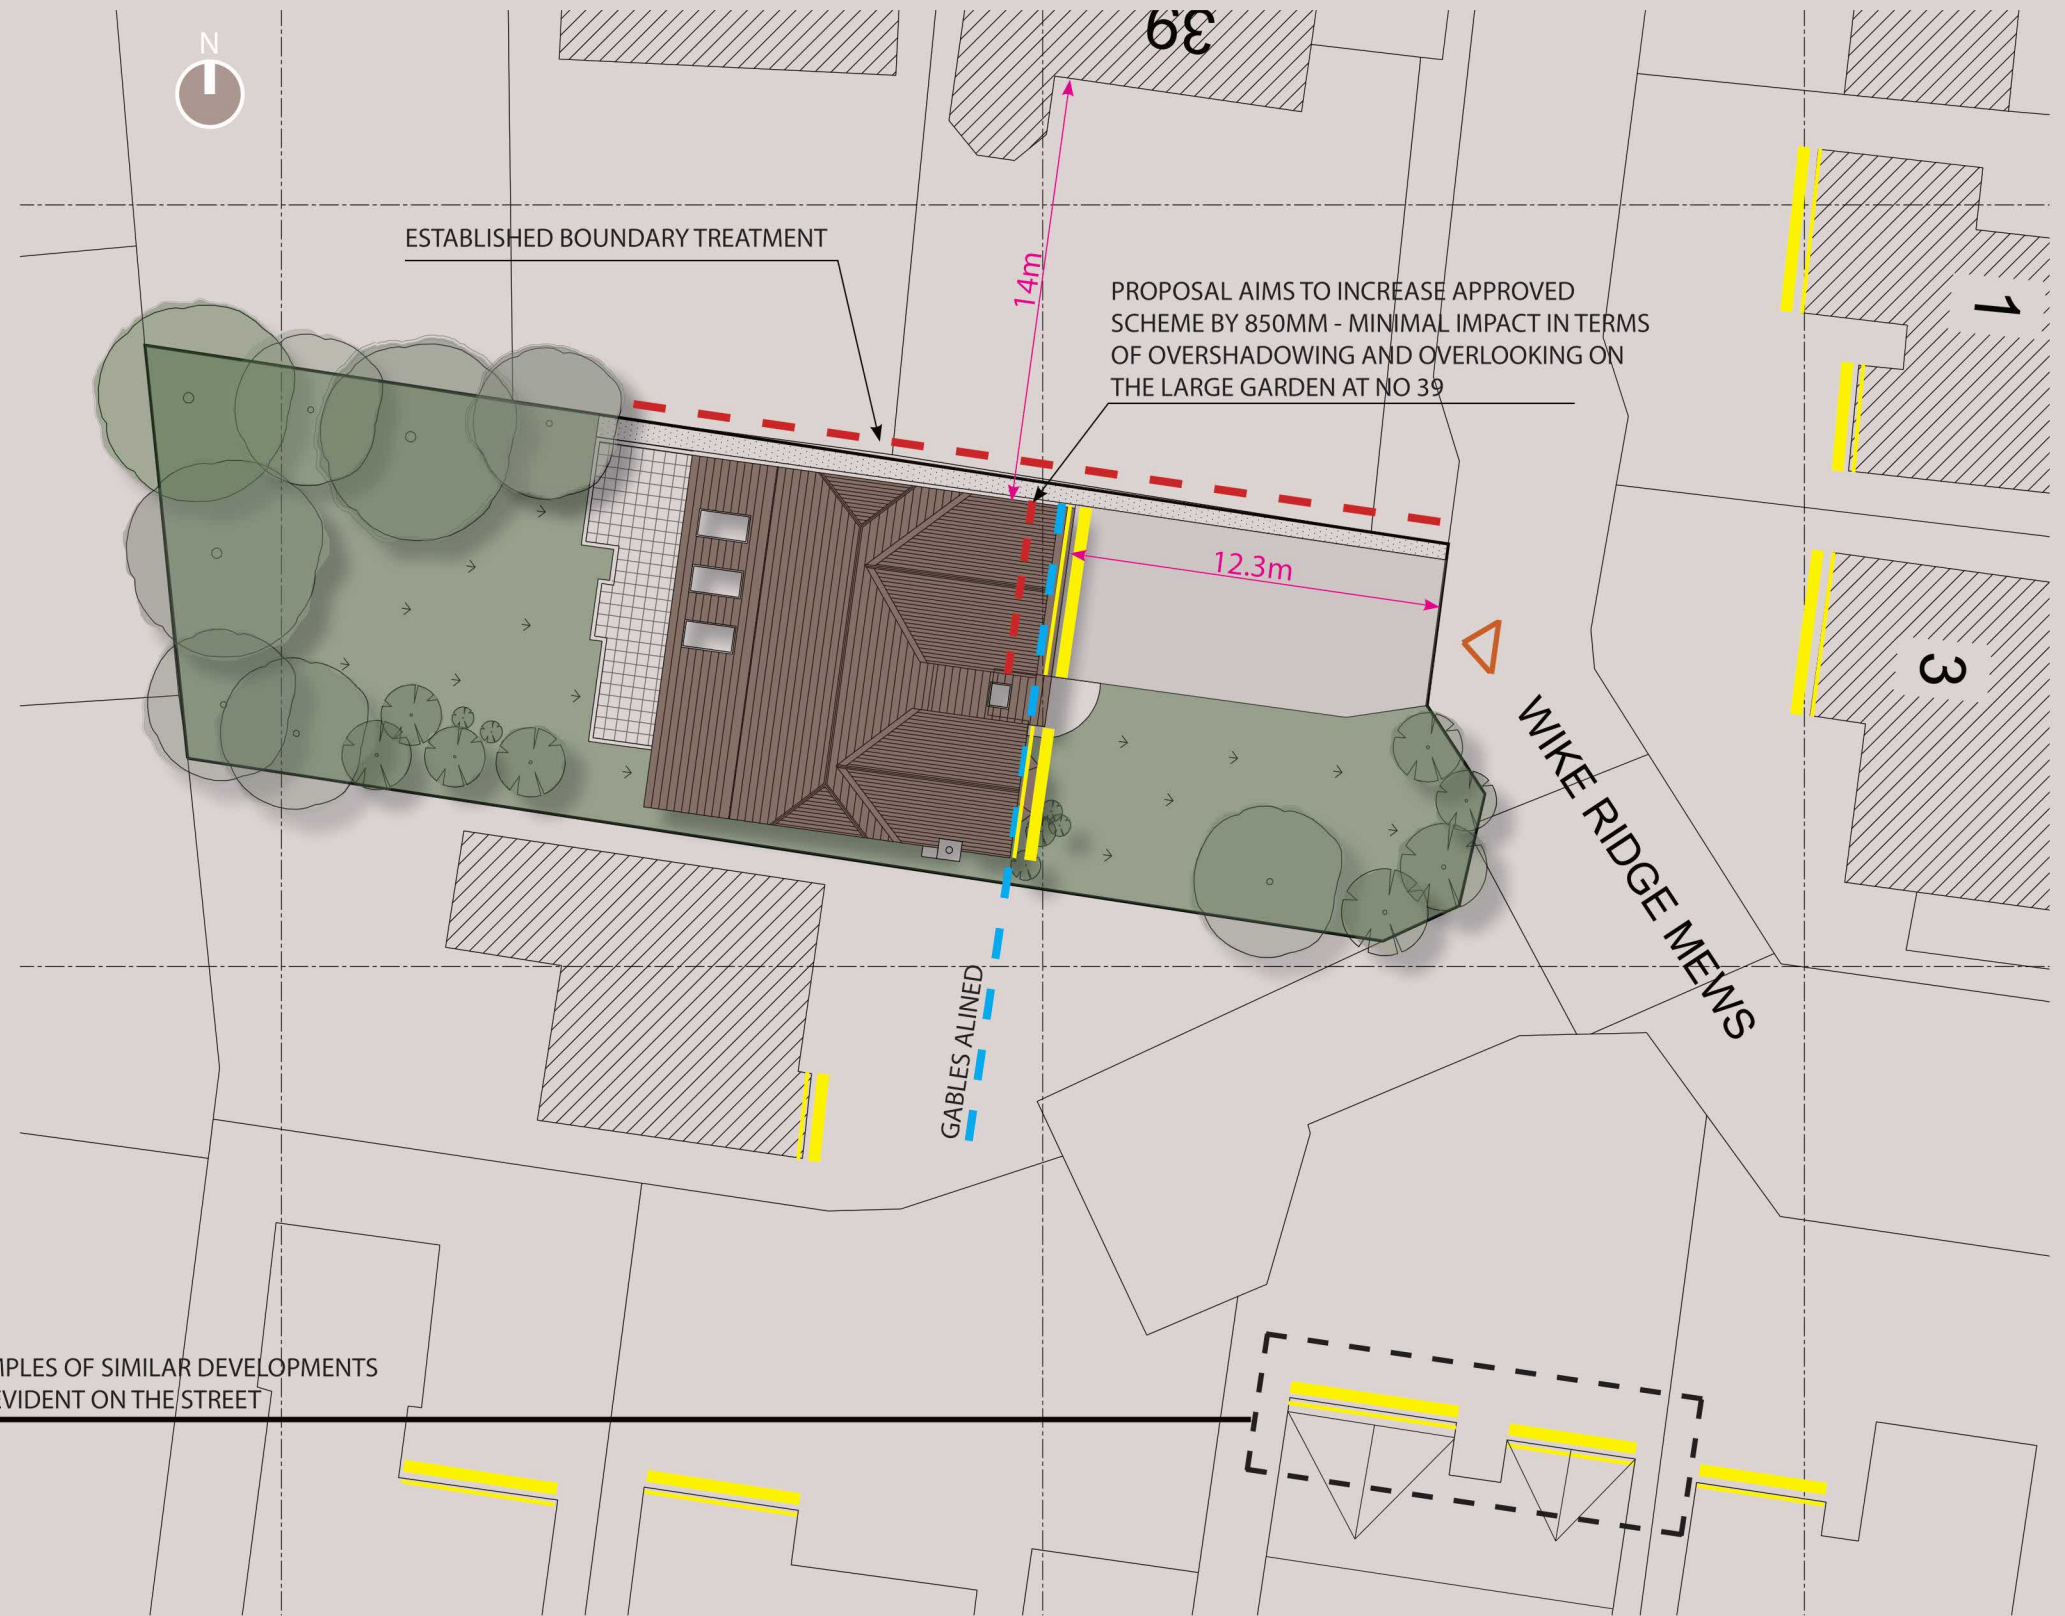 39
N
ESTABLISHED BOUNDARY TREATMENT
14m
PROPOSAL AIMS TO INCREASE APPROVED
SCHEME BY 850MM - MINIMAL IMPACT IN TERMS
OF OVERSHADOWING AND OVERLOOKING ON
THE LARGE GARDEN AT NO 39
1
12.3m
3
WIKE RIDGE MEWS
GABLES ALINED
OF SIMILAR DEVELOPMENTS
ON THE STREET